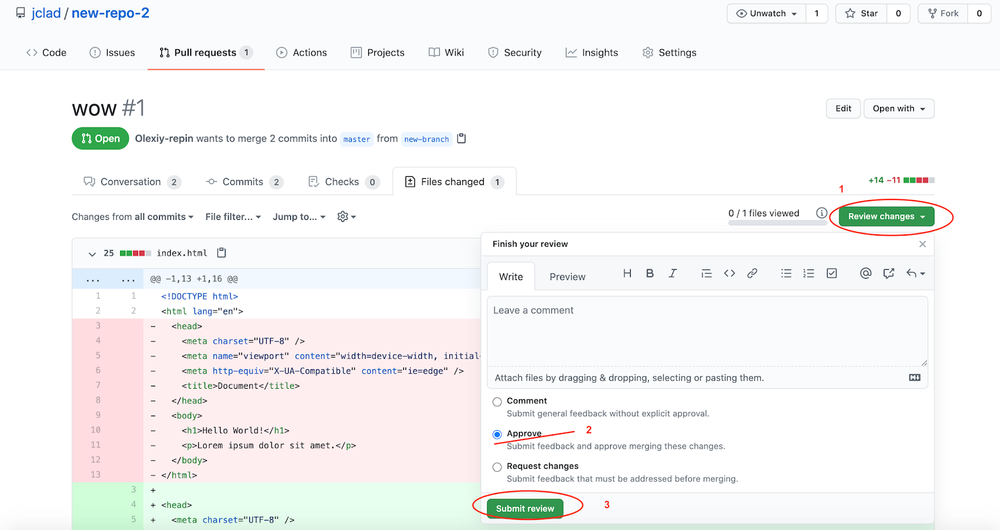 jclad / new-repo-2
Unwatch 1 Star 0 Fork 0
Code Issues Pull requests 1 Actions Projects Wiki Security Insights Settings
wow #1
Edit Open with
Open Olexiy-repin wants to merge 2 commits into master from new-branch
Conversation 2 Commits 2 Checks 0 Files changed 1
+14 −11
1
Changes from all commits File filter... Jump to...
0 / 1 files viewed
Review changes
25 index.html
... ... @@ -1,13 +1,16 @@
1 1 <!DOCTYPE html>
2 2 <html lang="en">
3 - <head>
4 - <meta charset="UTF-8" />
5 - <meta name="viewport" content="width=device-width, initial-
6 - <meta http-equiv="X-UA-Compatible" content="ie=edge" />
7 - <title>Document</title>
8 - </head>
9 - <body>
10 - <h1>Hello World!</h1>
11 - <p>Lorem ipsum dolor sit amet.</p>
12 - </body>
13 - </html>
3 +
4 + <head>
5 + <meta charset="UTF-8" />
Finish your review
Write Preview
Leave a comment
Attach files by dragging & dropping, selecting or pasting them.
Comment
Submit general feedback without explicit approval.
Approve 2
Submit feedback and approve merging these changes.
Request changes
Submit feedback that must be addressed before merging.
Submit review 3